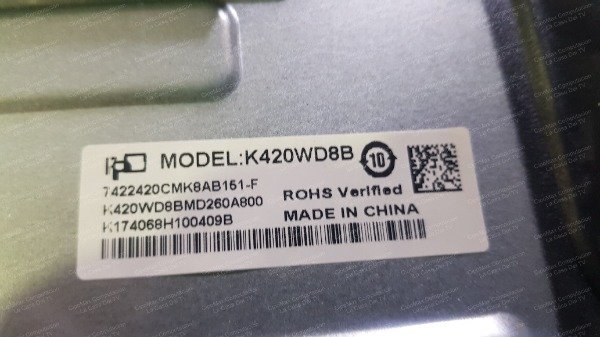 MODEL:K420WD8B
10
7422420CMK8AB151-F
K420WD8BMD260A800
K174068H100409B
ROHS Verified
MADE IN CHINA